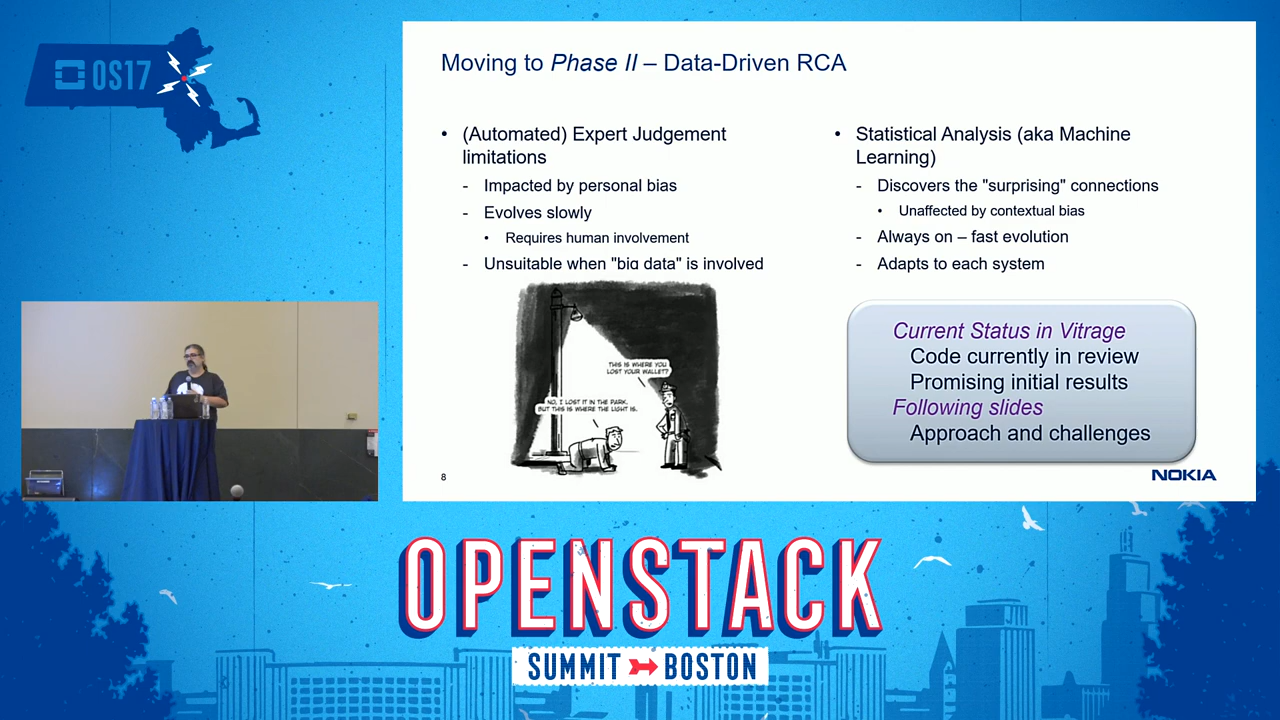 OS17
Moving to Phase II – Data-Driven RCA
• (Automated) Expert Judgement
limitations
- Impacted by personal bias
- Evolves slowly
• Requires human involvement
- Unsuitable when "big data" is involved
THIS IS WHERE YOU
LOST YOUR WALLET?
NO, I LOST IT IN THE PARK.
BUT THIS IS WHERE THE LIGHT IS.
• Statistical Analysis (aka Machine
Learning)
- Discovers the "surprising" connections
• Unaffected by contextual bias
- Always on – fast evolution
- Adapts to each system
Current Status in Vitrage
Code currently in review
Promising initial results
Following slides
Approach and challenges
8
NOKIA
OPENSTACK
SUMMIT BOSTON